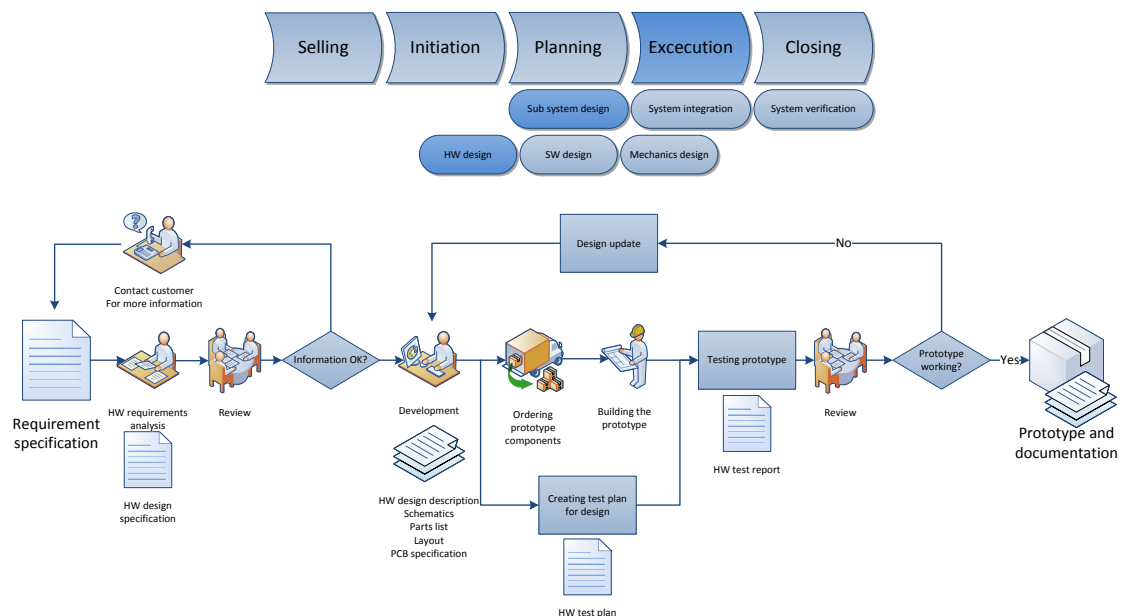 Selling
Initiation
Planning
Excecution
Closing
Sub system design
System integration
System verification
HW design
SW design
Mechanics design
?
Contact customer
For more information
Design update
No
Information OK?
Testing prototype
Prototype
working?
Yes
Requirement
specification
HW requirements
analysis
Review
Development
Ordering
prototype
components
Building the
prototype
Review
Prototype and
documentation
HW design
specification
HW test report
HW design description
Schematics
Parts list
Layout
PCB specification
Creating test plan
for design
HW test plan